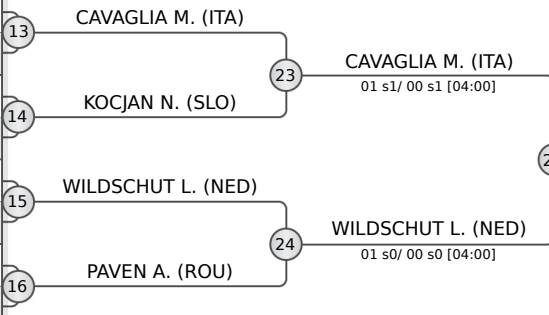 CAVAGLIA M. (ITA)
13
23
CAVAGLIA M. (ITA)
01 s1/ 00 s1 [04:00]
KOCJAN N. (SLO)
14
WILDSCHUT L. (NED)
15
24
WILDSCHUT L. (NED)
01 s0/ 00 s0 [04:00]
PAVEN A. (ROU)
16